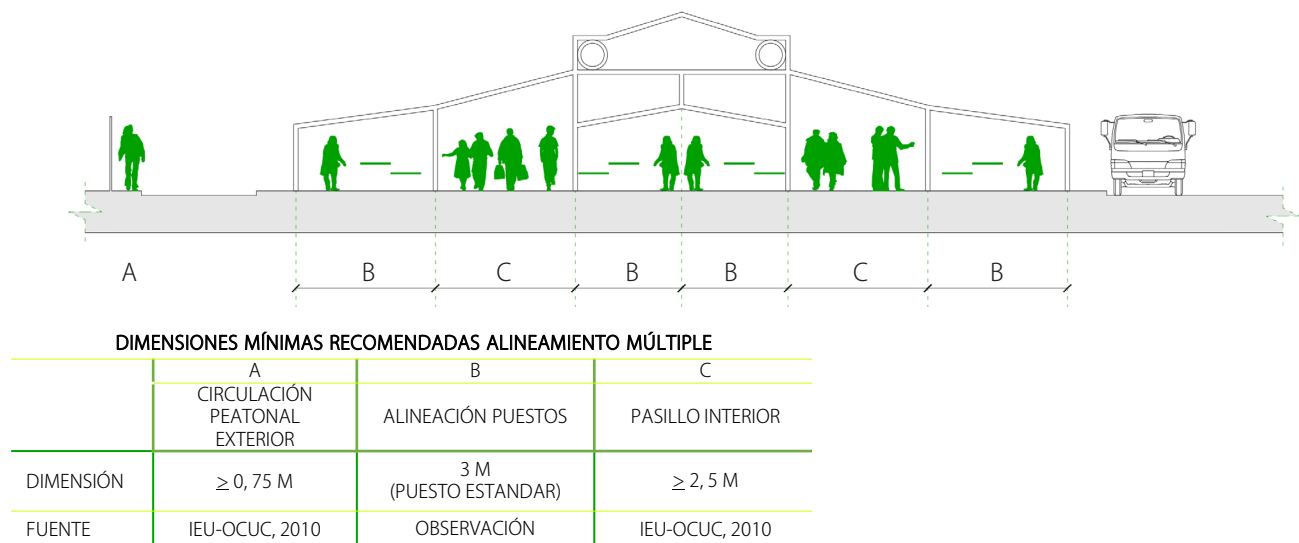 A
B C B B C B
DIMENSIONES MÍNIMAS RECOMENDADAS ALINEAMIENTO MÚLTIPLE
A B C
CIRCULACIÓN
PEATONAL
EXTERIOR
ALINEACIÓN PUESTOS
PASILLO INTERIOR
DIMENSIÓN
≥ 0, 75 M
3 M
(PUESTO ESTANDAR)
≥ 2, 5 M
FUENTE IEU-OCUC, 2010 OBSERVACIÓN IEU-OCUC, 2010